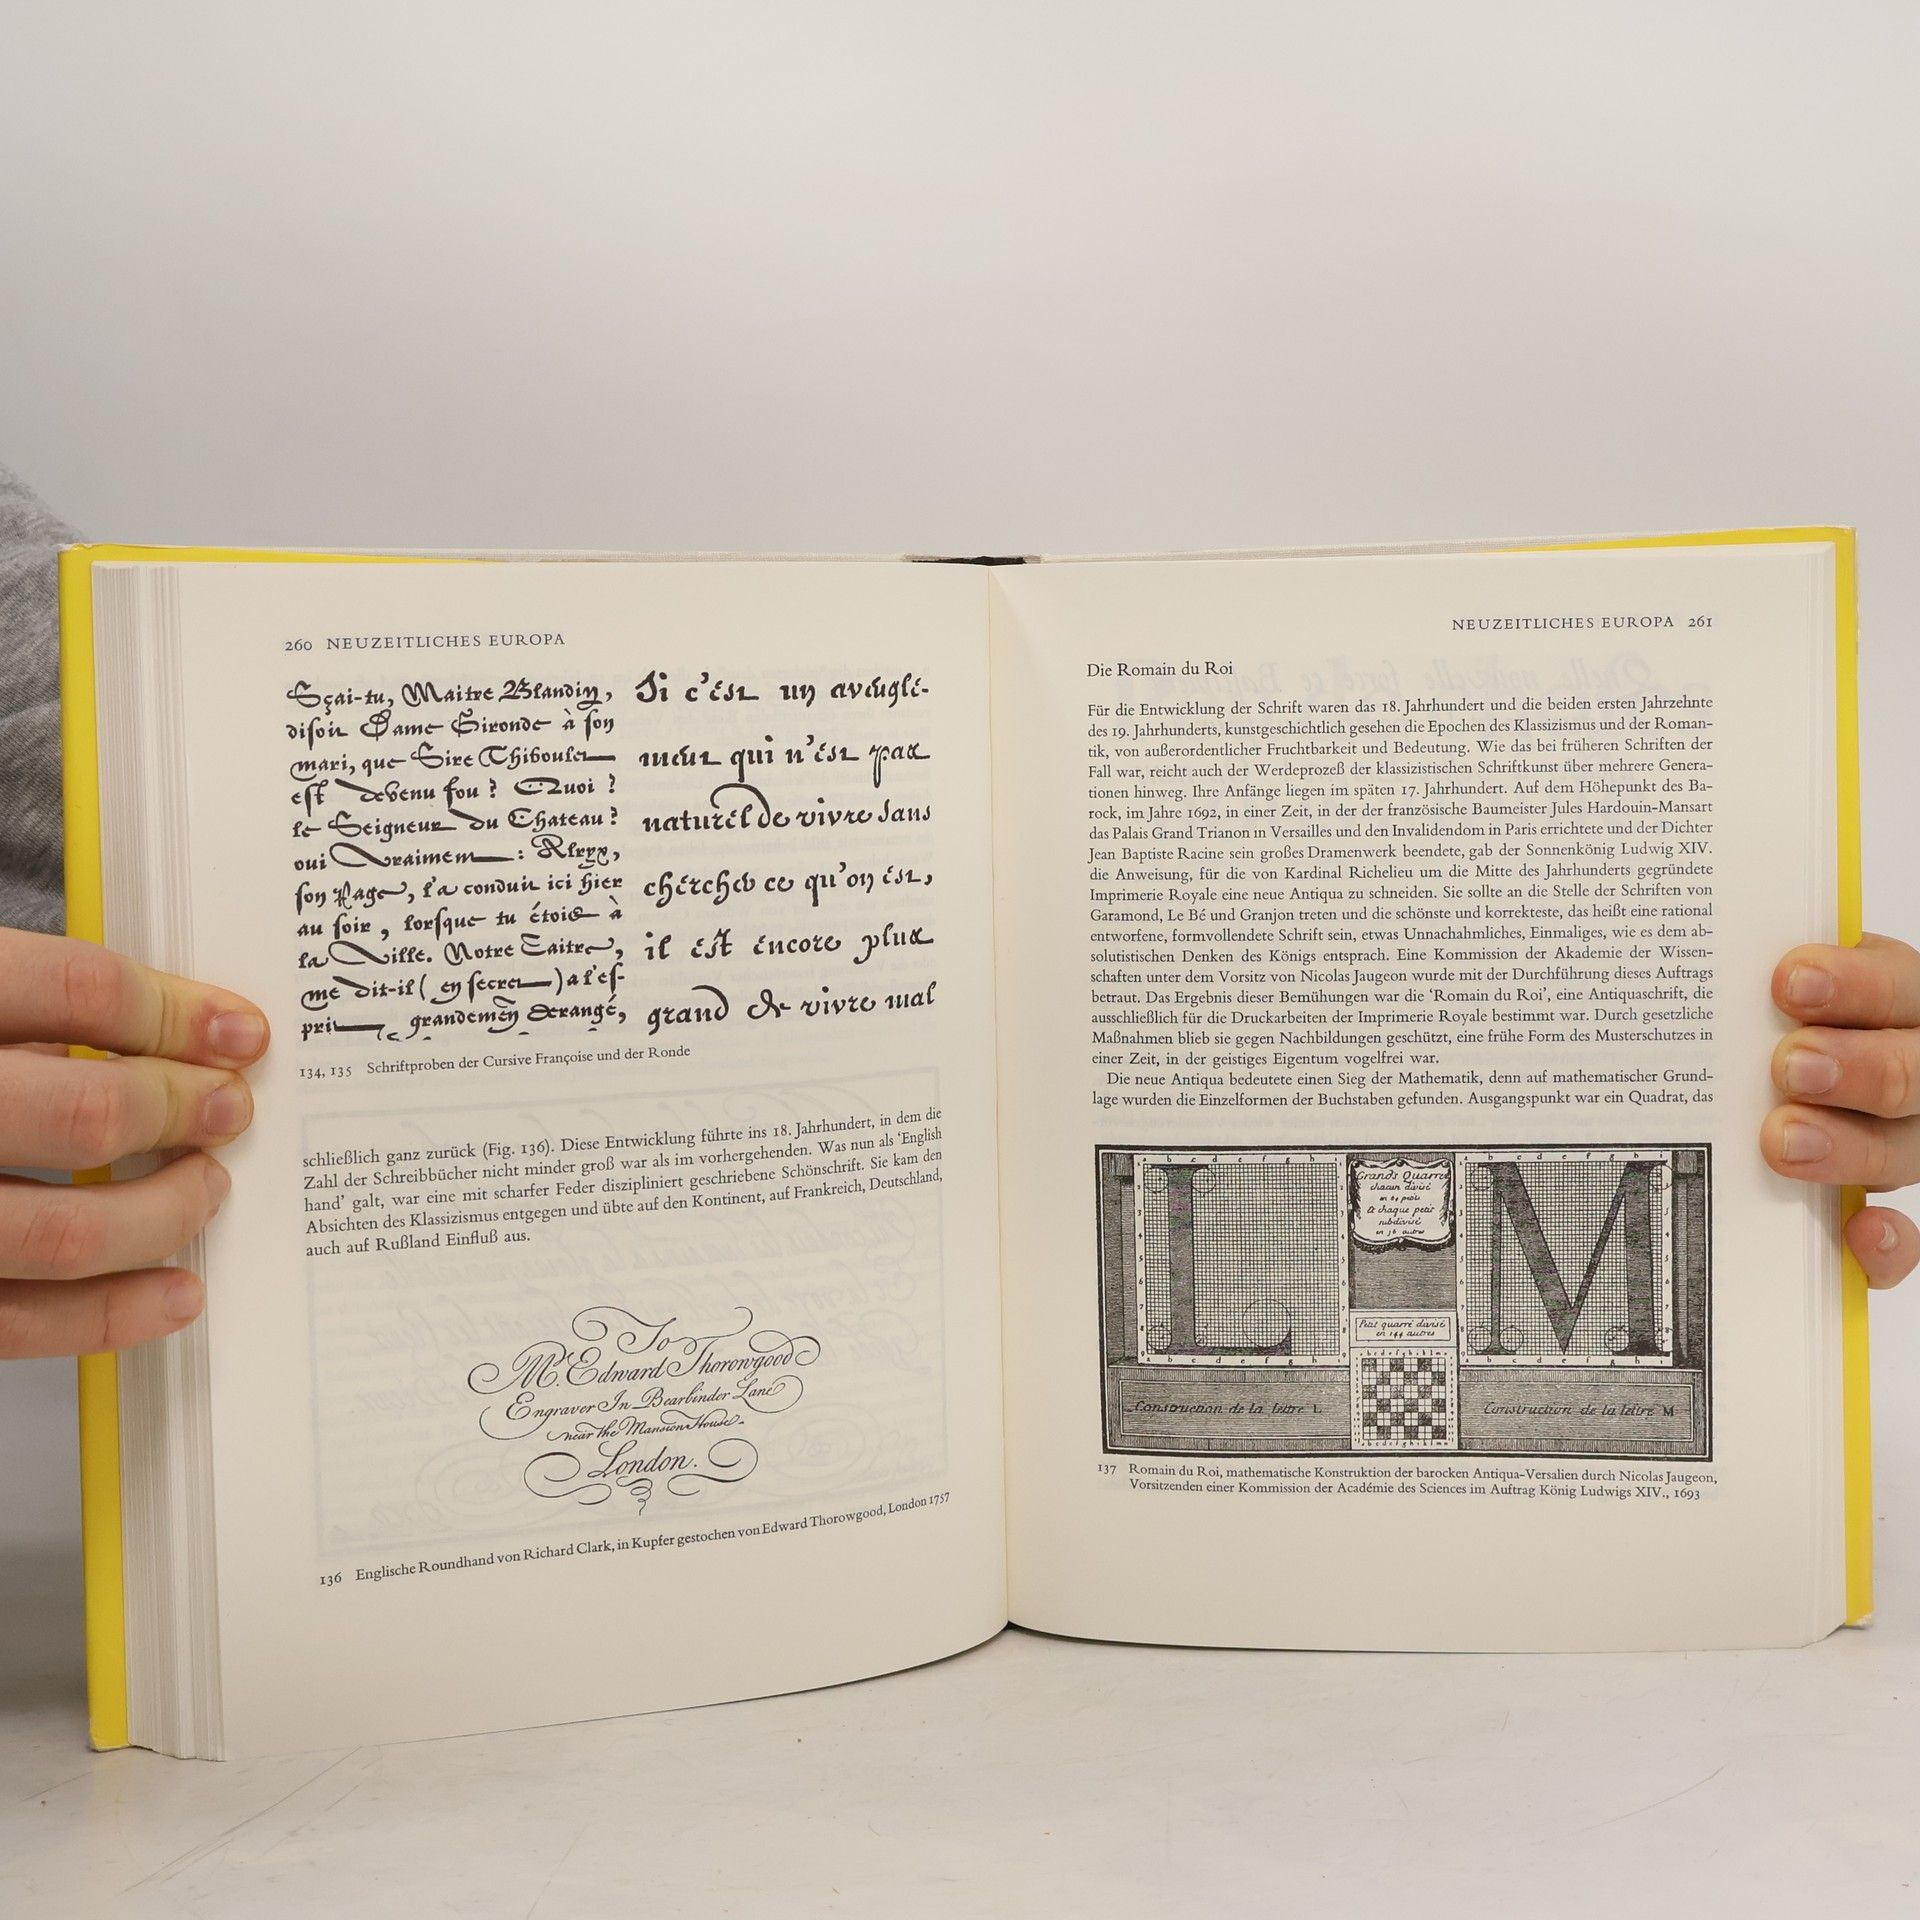 260 NEUZEITLICHES EUROPA
Sçai-tu, Maitre Blandin,
disoit Dame Gironde à son
mari, que Sire Thiboulet
est devenu fou? Quoi?
le Seigneur du Chateau?
oui vraiment:
son Page, l'a conduit ici hier
au soir, lorsque tu étois à
la Ville. Notre Maitre,
me dit-il (en secret) a l'es-
prit grandemen derangé,
Si c'est un aveugle-
ment qui n'est pas
naturel de vivre sans
chercher ce qu'on est,
il est encore plus
grand de vivre mal
134, 135 Schriftproben der Cursive Françoise und der Ronde
schließlich ganz zurück (Fig. 136). Diese Entwicklung führte ins 18. Jahrhundert, in dem die
Zahl der Schreibbücher nicht minder groß war als im vorhergehenden. Was nun als ‘English
hand’ galt, war eine mit scharfer Feder diszipliniert geschriebene Schönschrift. Sie kam den
Absichten des Klassizismus entgegen und übte auf den Kontinent, auf Frankreich, Deutschland,
auch auf Rußland Einfluß aus.
To
Mr. Edward Thorowgood
Engraver In Bearbinder Lane
near the Mansion House.
London.
136 Englische Roundhand von Richard Clark, in Kupfer gestochen von Edward Thorowgood, London 1757
NEUZEITLICHES EUROPA 261
Die Romain du Roi
Für die Entwicklung der Schrift waren das 18. Jahrhundert und die beiden ersten Jahrzehnte
des 19. Jahrhunderts, kunstgeschichtlich gesehen die Epochen des Klassizismus und der Roman-
tik, von außerordentlicher Fruchtbarkeit und Bedeutung. Wie das bei früheren Schriften der
Fall war, reicht auch der Werdeprozeß der klassizistischen Schriftkunst über mehrere Genera-
tionen hinweg. Ihre Anfänge liegen im späten 17. Jahrhundert. Auf dem Höhepunkt des Ba-
rock, im Jahre 1692, in einer Zeit, in der der französische Baumeister Jules Hardouin-Mansart
das Palais Grand Trianon in Versailles und den Invalidendom in Paris errichtete und der Dichter
Jean Baptiste Racine sein großes Dramenwerk beendete, gab der Sonnenkönig Ludwig XIV.
die Anweisung, für die von Kardinal Richelieu um die Mitte des Jahrhunderts gegründete
Imprimerie Royale eine neue Antiqua zu schneiden. Sie sollte an die Stelle der Schriften von
Garamond, Le Bé und Granjon treten und die schönste und korrekteste, das heißt eine rational
entworfene, formvollendete Schrift sein, etwas Unnachahmliches, Einmaliges, wie es dem ab-
solutistischen Denken des Königs entsprach. Eine Kommission der Akademie der Wissen-
schaften unter dem Vorsitz von Nicolas Jaugeon wurde mit der Durchführung dieses Auftrags
betraut. Das Ergebnis dieser Bemühungen war die ‘Romain du Roi’, eine Antiquaschrift, die
ausschließlich für die Druckarbeiten der Imprimerie Royale bestimmt war. Durch gesetzliche
Maßnahmen blieb sie gegen Nachbildungen geschützt, eine frühe Form des Musterschutzes in
einer Zeit, in der geistiges Eigentum vogelfrei war.
Die neue Antiqua bedeutete einen Sieg der Mathematik, denn auf mathematischer Grund-
lage wurden die Einzelformen der Buchstaben gefunden. Ausgangspunkt war ein Quadrat, das
L
Grands Quarré
chacun divisé
en 64 petis
& chaque petit
subdivisé
en 36 autres
M
Petit quarré divisé
en 144 autres
Construction de la lettre L
Construction de la lettre M
137 Romain du Roi, mathematische Konstruktion der barocken Antiqua-Versalien durch Nicolas Jaugeon,
Vorsitzenden einer Kommission der Académie des Sciences im Auftrag König Ludwigs XIV., 1693